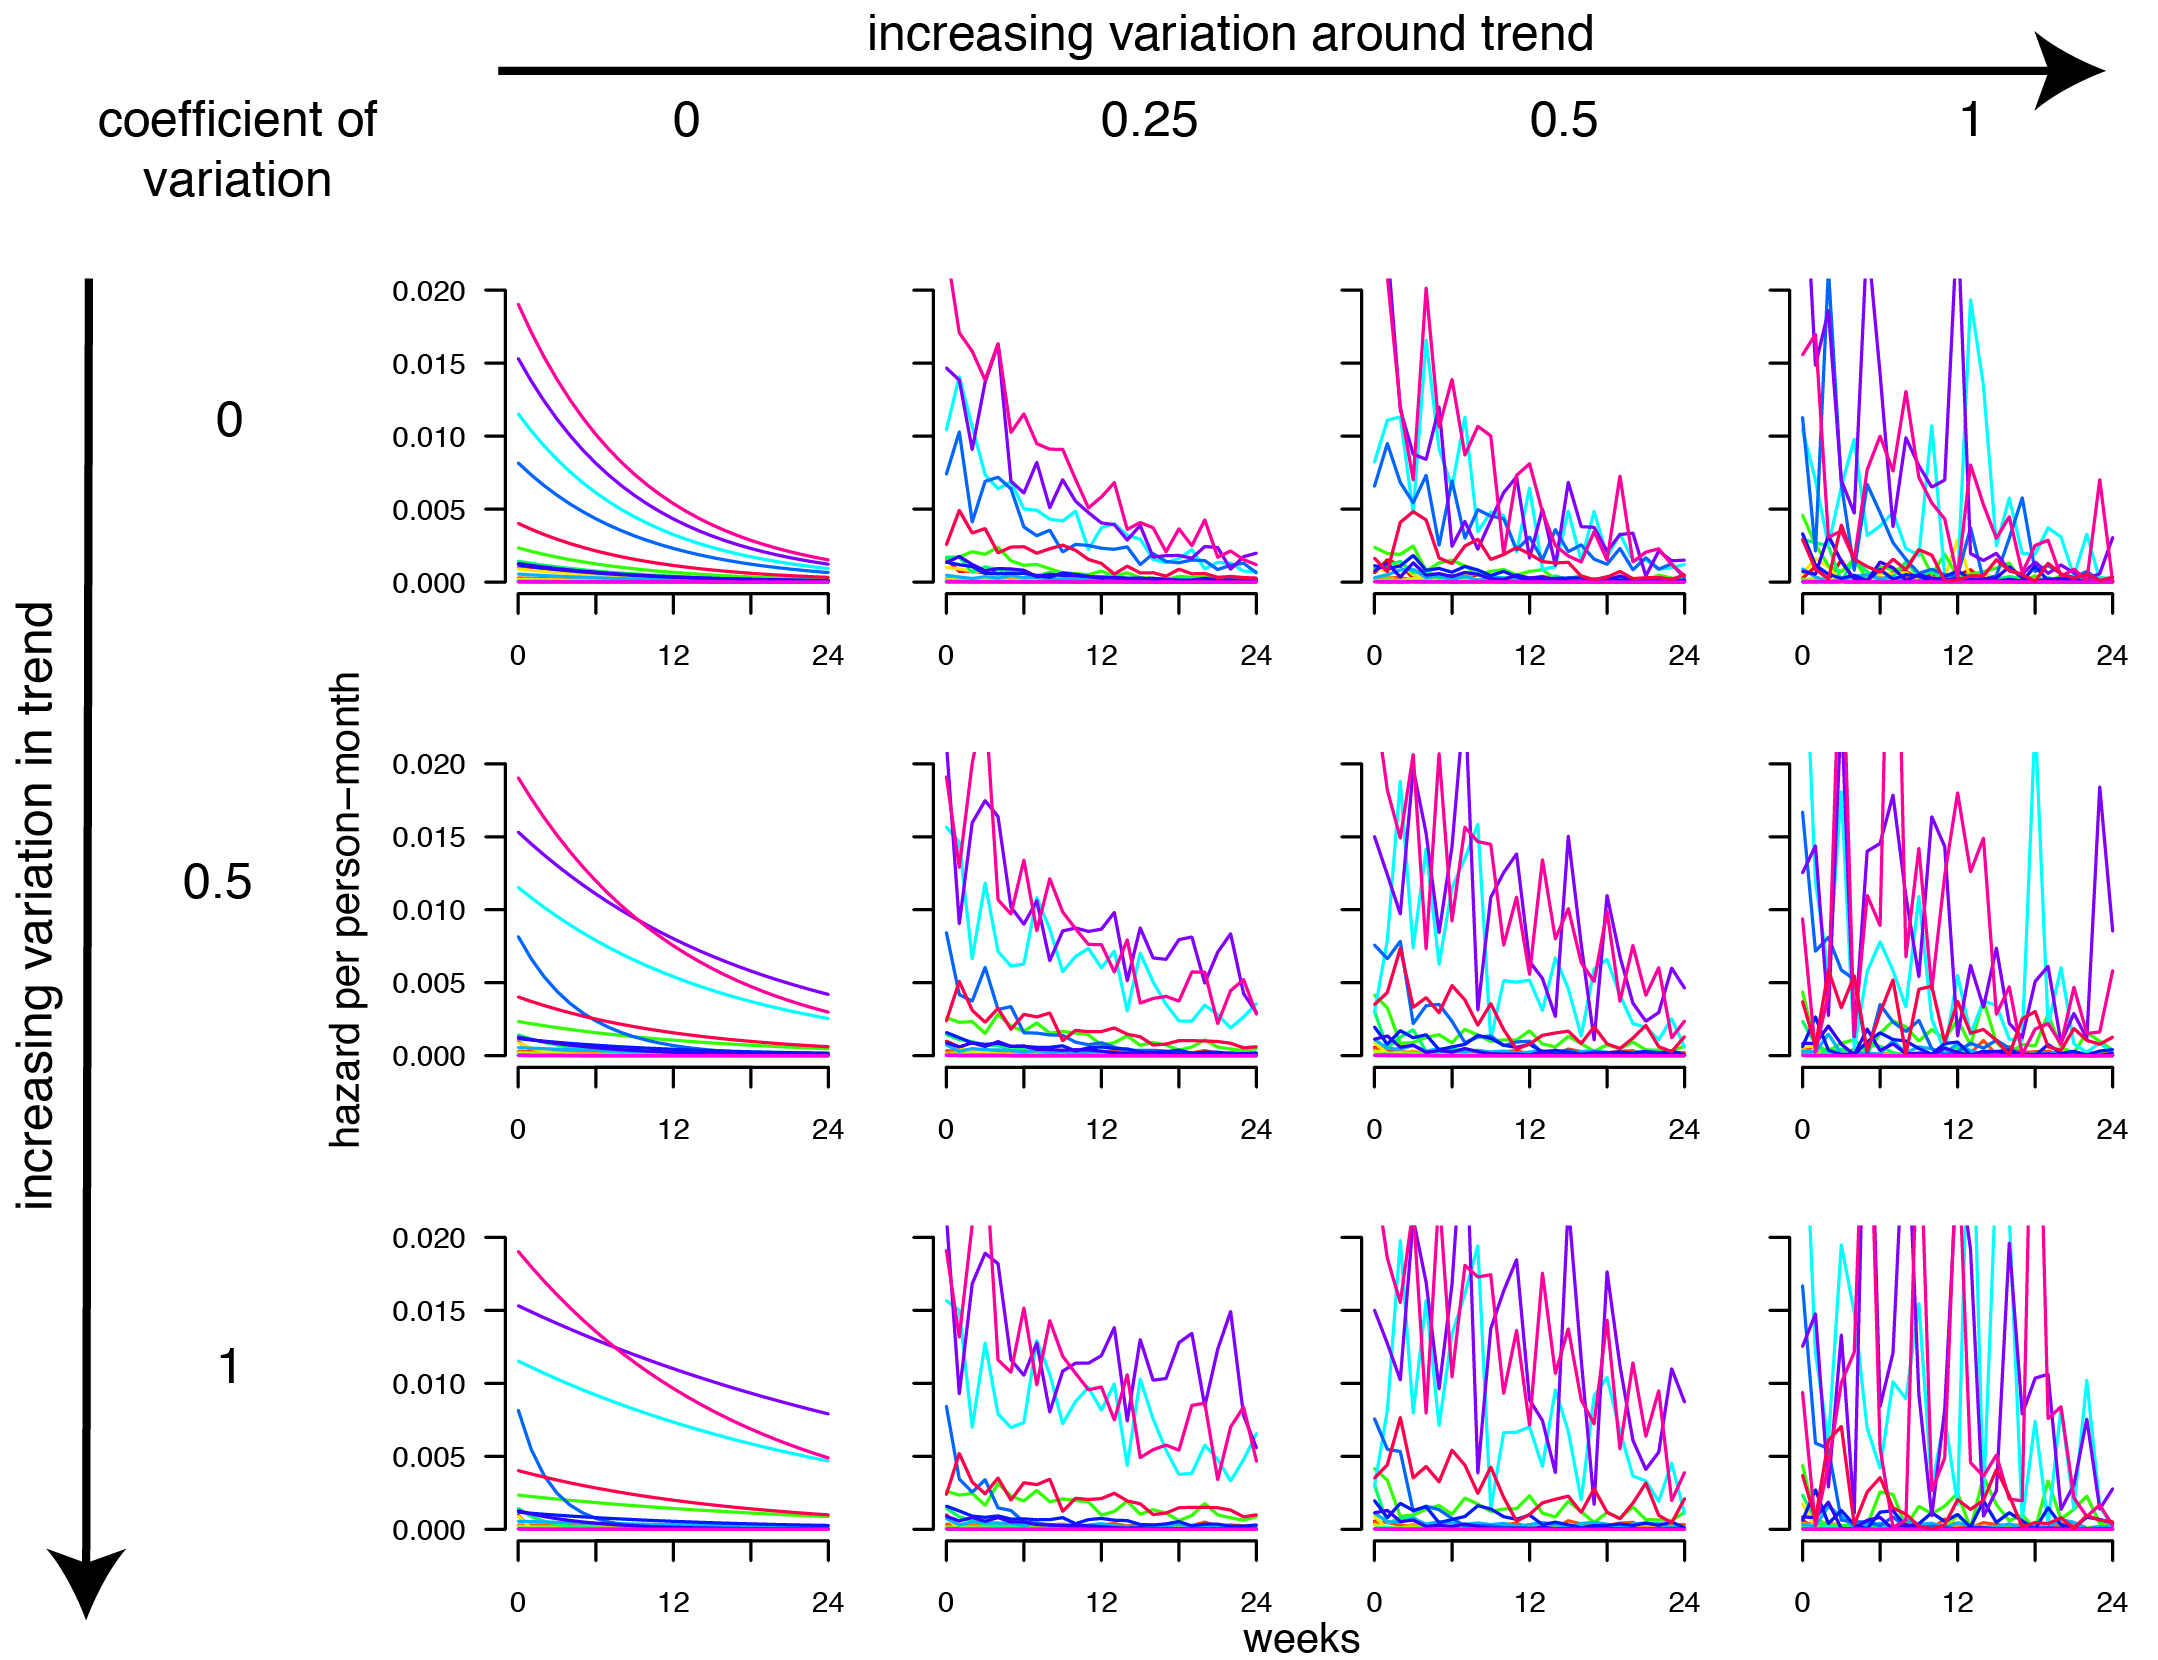 increasing variation around trend
coefficient of
variation
0 0.25 0.5 1
increasing variation in trend
hazard per person−month
0
0.020
0.015
0.010
0.005
0.000
0 12 24 0 12 24 0 12 24 0 12 24
0.5
0.020
0.015
0.010
0.005
0.000
0 12 24 0 12 24 0 12 24 0 12 24
1
0.020
0.015
0.010
0.005
0.000
0 12 24 0 12 24 0 12 24 0 12 24
weeks